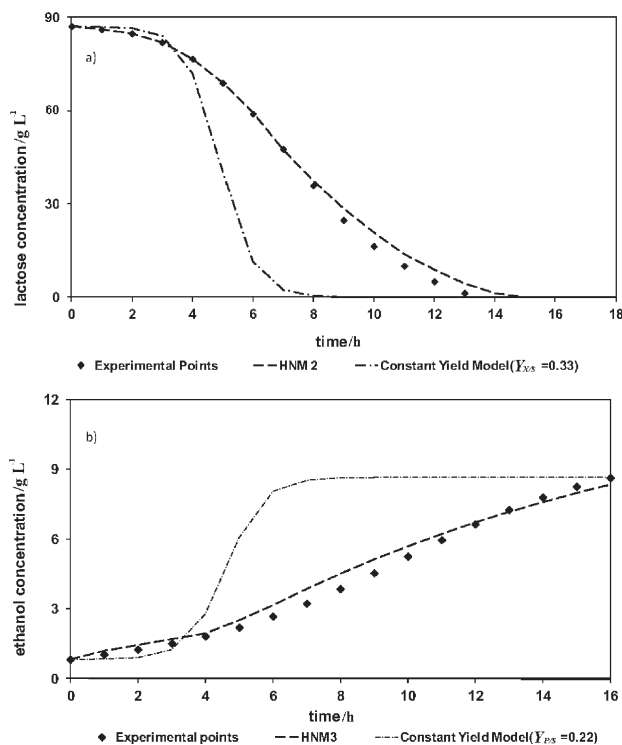 90
a)
60
30
0
lactose concentration/g L⁻¹
0 2 4 6 8 10 12 14 16 18
time/h
Experimental Points HNM 2 Constant Yield Model(Y_X/S =0.33)
12
b)
9
6
3
0
ethanol concentration/g L⁻¹
0 2 4 6 8 10 12 14 16
time/h
Experimental points HNM3 Constant Yield Model(Y_P/S =0.22)